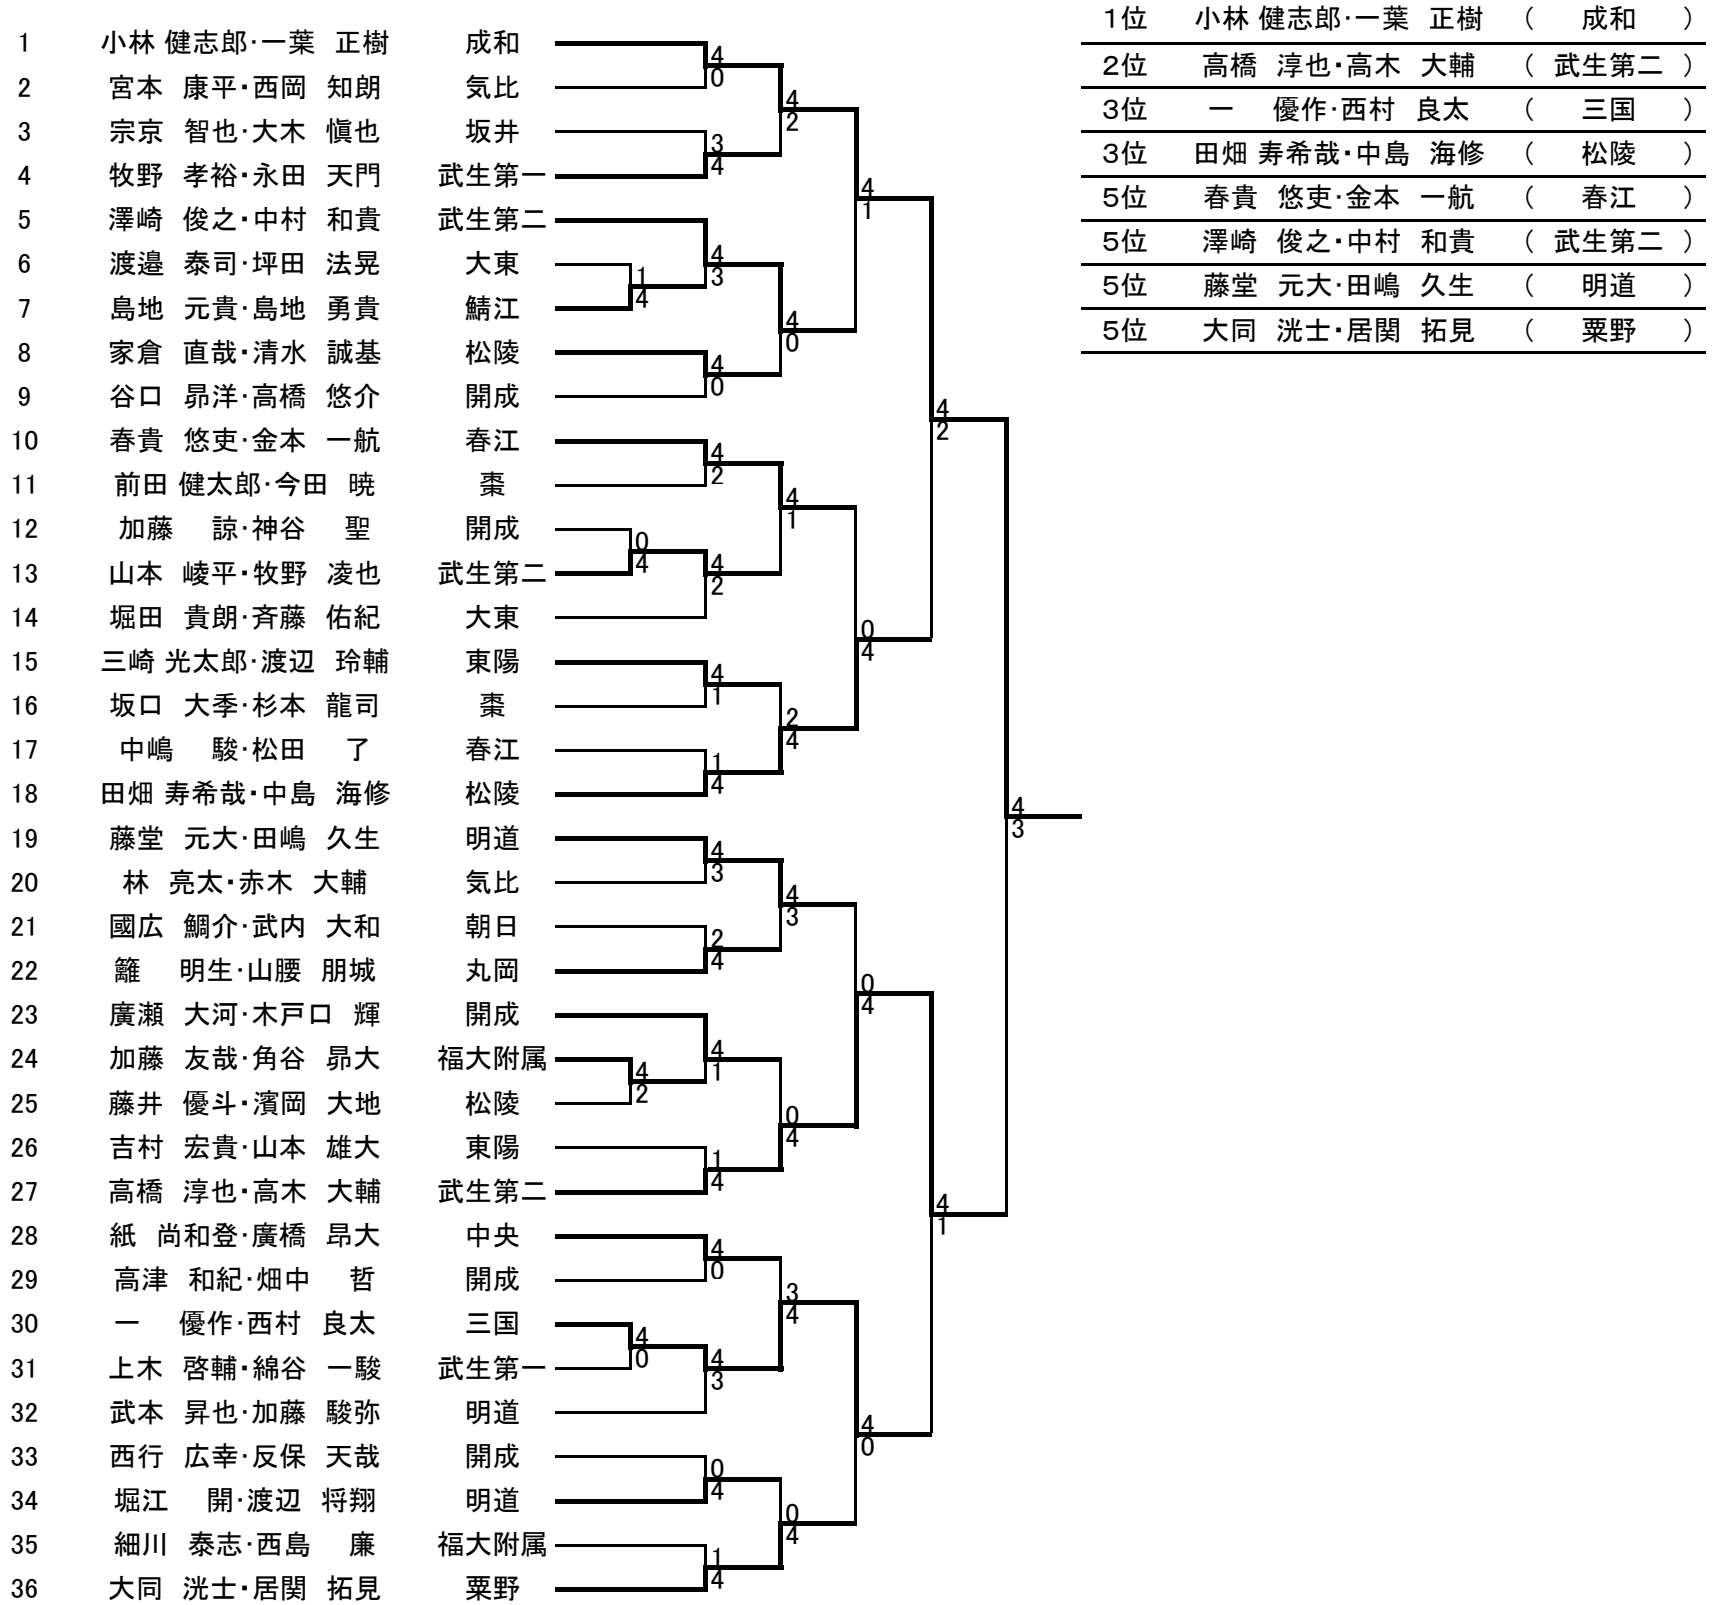 1位 小林 健志郎・一葉 正樹 （ 成和 ）
2位 高橋 淳也・高木 大輔 （ 武生第二 ）
3位 一 優作・西村 良太 （ 三国 ）
3位 田畑 寿希哉・中島 海修 （ 松陵 ）
5位 春貴 悠吏・金本 一航 （ 春江 ）
5位 澤崎 俊之・中村 和貴 （ 武生第二 ）
5位 藤堂 元大・田嶋 久生 （ 明道 ）
5位 大同 洸士・居関 拓見 （ 粟野 ）
1 小林 健志郎・一葉 正樹 成和
2 宮本 康平・西岡 知朗 気比
3 宗京 智也・大木 愼也 坂井
4 牧野 孝裕・永田 天門 武生第一
5 澤崎 俊之・中村 和貴 武生第二
6 渡邉 泰司・坪田 法晃 大東
7 島地 元貴・島地 勇貴 鯖江
8 家倉 直哉・清水 誠基 松陵
9 谷口 昴洋・高橋 悠介 開成
10 春貴 悠吏・金本 一航 春江
11 前田 健太郎・今田 暁 棗
12 加藤 諒・神谷 聖 開成
13 山本 崚平・牧野 凌也 武生第二
14 堀田 貴朗・斉藤 佑紀 大東
15 三崎 光太郎・渡辺 玲輔 東陽
16 坂口 大季・杉本 龍司 棗
17 中嶋 駿・松田 了 春江
18 田畑 寿希哉・中島 海修 松陵
19 藤堂 元大・田嶋 久生 明道
20 林 亮太・赤木 大輔 気比
21 國広 鯛介・武内 大和 朝日
22 籬 明生・山腰 朋城 丸岡
23 廣瀬 大河・木戸口 輝 開成
24 加藤 友哉・角谷 昴大 福大附属
25 藤井 優斗・濱岡 大地 松陵
26 吉村 宏貴・山本 雄大 東陽
27 高橋 淳也・高木 大輔 武生第二
28 紙 尚和登・廣橋 昂大 中央
29 高津 和紀・畑中 哲 開成
30 一 優作・西村 良太 三国
31 上木 啓輔・綿谷 一駿 武生第一
32 武本 昇也・加藤 駿弥 明道
33 西行 広幸・反保 天哉 開成
34 堀江 開・渡辺 将翔 明道
35 細川 泰志・西島 廉 福大附属
36 大同 洸士・居関 拓見 粟野
1
4
0
4
4
2
4
0
4
0
3
4
4
3
4
0
4
2
4
2
4
1
1
4
4
3
2
4
4
1
1
4
4
0
4
3
0
4
1
4
4
2
4
0
4
1
2
4
4
3
0
4
3
4
0
4
4
1
0
4
0
4
4
0
4
2
4
1
4
3